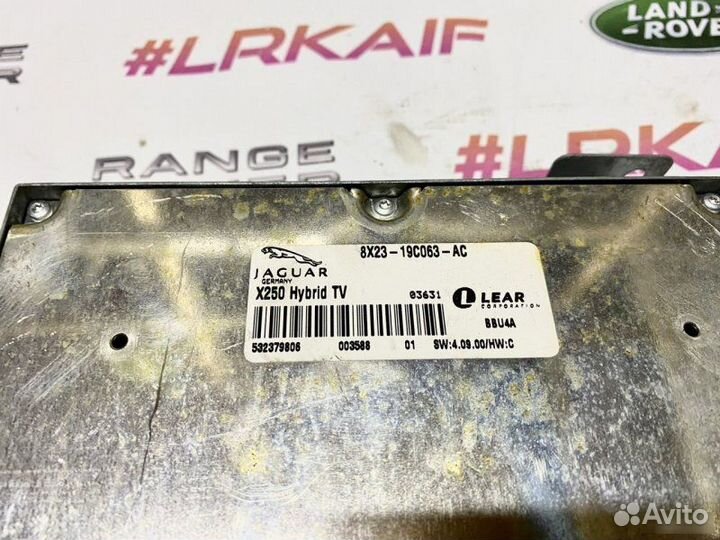 LAND
ROVER
#LRKAIF
#LRKAIF
RANGE
8X23-19C063-AC
JAGUAR
GERMANY
X250 Hybrid TV
03631
LEAR
CORPORATION
BBU4A
532379806 003588 01 SW:4.09.00/HW:C
Avito